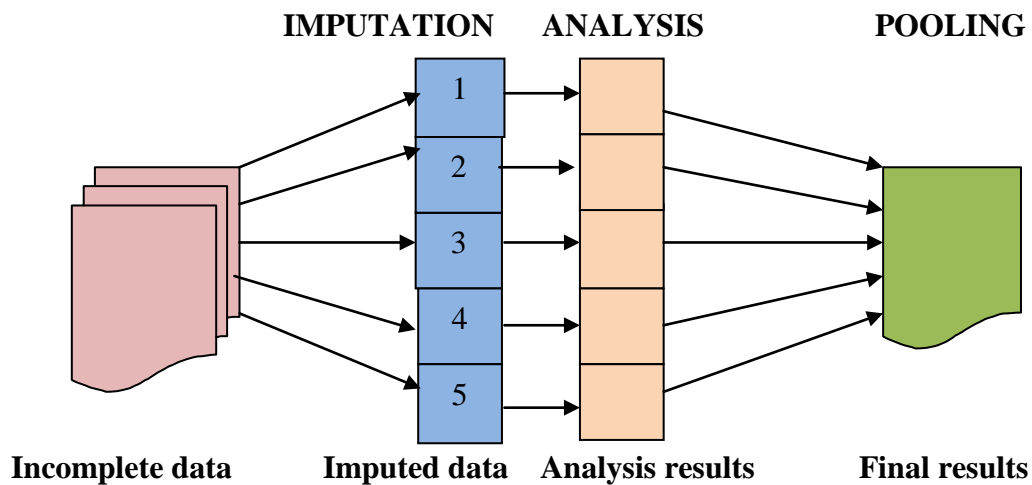 IMPUTATION ANALYSIS POOLING
1
2
3
4
5
Incomplete data Imputed data Analysis results Final results